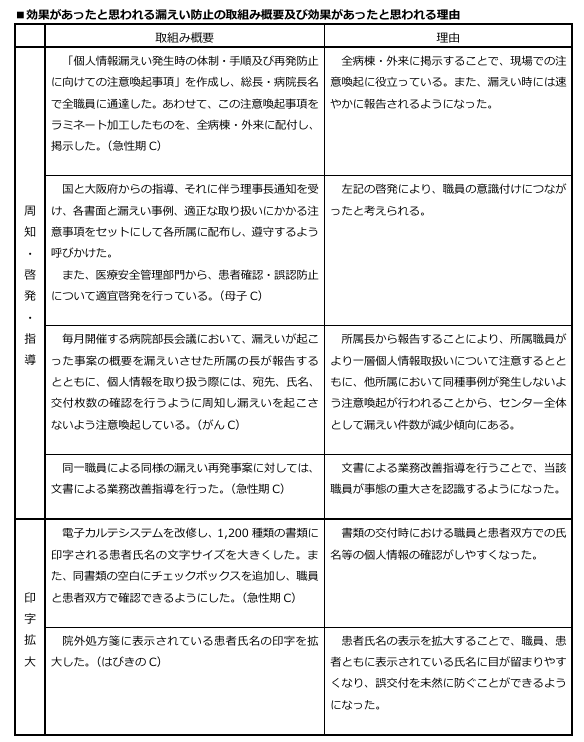 ■効果があったと思われる漏えい防止の取組み概要及び効果があったと思われる理由
取組み概要
理由
周知・啓発・指導
「個人情報漏えい発生時の体制・手順及び再発防止
に向けての注意喚起事項」を作成し、総長・病院長名
で全職員に通達した。あわせて、この注意喚起事項を
ラミネート加工したものを、全病棟・外来に配付し、
掲示した。（急性期C）
全病棟・外来に掲示することで、現場での注
意喚起に役立っている。また、漏えい時には速
やかに報告されるようになった。
国と大阪府からの指導、それに伴う理事長通知を受
け、各書面と漏えい事例、適正な取り扱いにかかる注
意事項をセットにして各所属に配布し、遵守するよう
呼びかけた。
また、医療安全管理部門から、患者確認・誤認防止
について適宜啓発を行っている。（母子C）
左記の啓発により、職員の意識付けにつなが
ったと考えられる。
毎月開催する病院部長会議において、漏えいが起こ
った事案の概要を漏えいさせた所属の長が報告する
とともに、個人情報を取り扱う際には、宛先、氏名、
交付枚数の確認を行うように周知し漏えいを起こさ
ないよう注意喚起している。（がんC）
所属長から報告することにより、所属職員が
より一層個人情報取扱いについて注意するとと
もに、他所属において同種事例が発生しないよ
う注意喚起が行われることから、センター全体
として漏えい件数が減少傾向にある。
同一職員による同様の漏えい再発事案に対しては、
文書による業務改善指導を行った。（急性期C）
文書による業務改善指導を行うことで、当該
職員が事態の重大さを認識するようになった。
印字拡大
電子カルテシステムを改修し、1,200 種類の書類に
印字される患者氏名の文字サイズを大きくした。ま
た、同書類の空白にチェックボックスを追加し、職員
と患者双方で確認できるようにした。（急性期C）
書類の交付時における職員と患者双方での氏
名等の個人情報の確認がしやすくなった。
院外処方箋に表示されている患者氏名の印字を拡
大した。（はびきのC）
患者氏名の表示を拡大することで、職員、患
者ともに表示されている氏名に目が留まりやす
くなり、誤交付を未然に防ぐことができるように
になった。